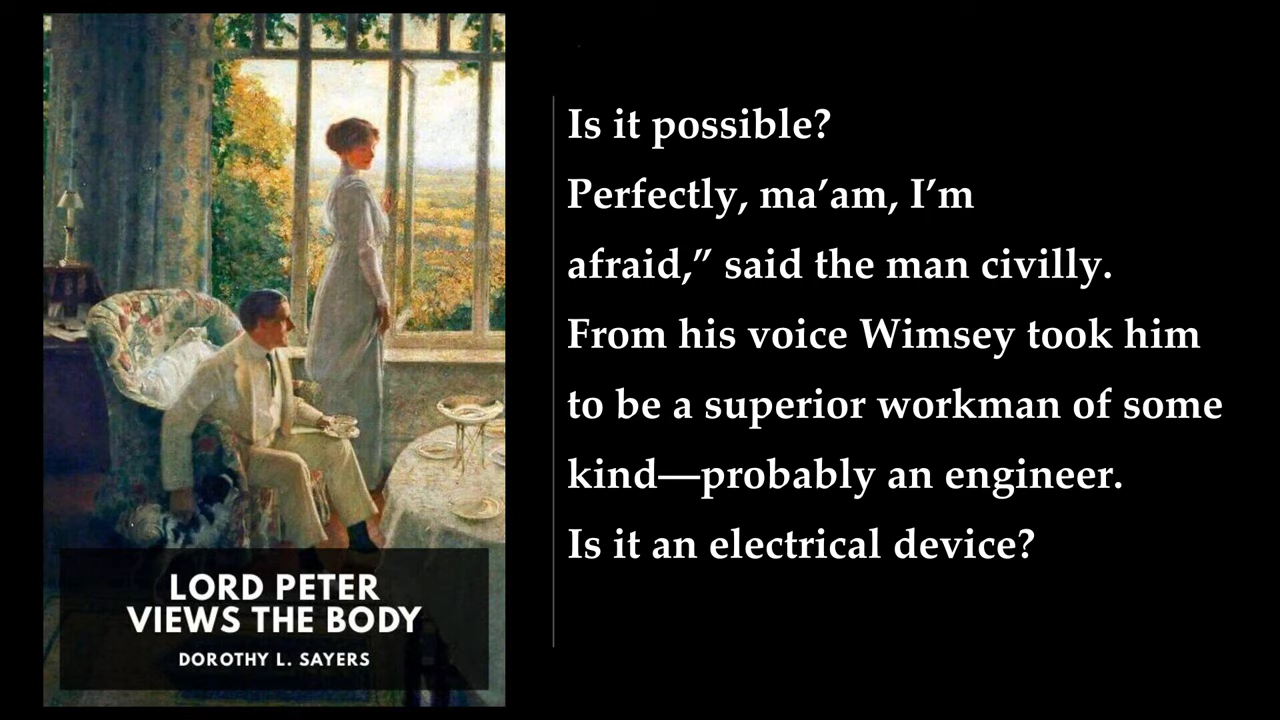 Is it possible?
Perfectly, ma’am, I’m
afraid,” said the man civilly.
From his voice Wimsey took him
to be a superior workman of some
kind—probably an engineer.
Is it an electrical device?
LORD PETER
VIEWS THE BODY
DOROTHY L. SAYERS